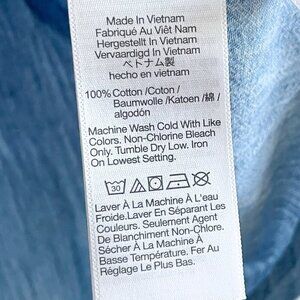 Made In Vietnam
Fabriqué Au Viêt Nam
Hergestellt In Vietnam
Vervaardigd In Vietnam
ベトナム製
hecho en vietnam
100% Cotton /Coton /
Baumwolle /Katoen /綿 /
algodón
Machine Wash Cold With Like
Colors. Non-Chlorine Bleach
Only. Tumble Dry Low. Iron
On Lowest Setting.
30
Laver À La Machine À L'eau
Froide.Laver En Séparant Les
Couleurs. Seulement Agent
De Blanchiment Non-Chlore.
Sécher À La Machine À
Basse Température. Fer Au
Réglage Le Plus Bas.